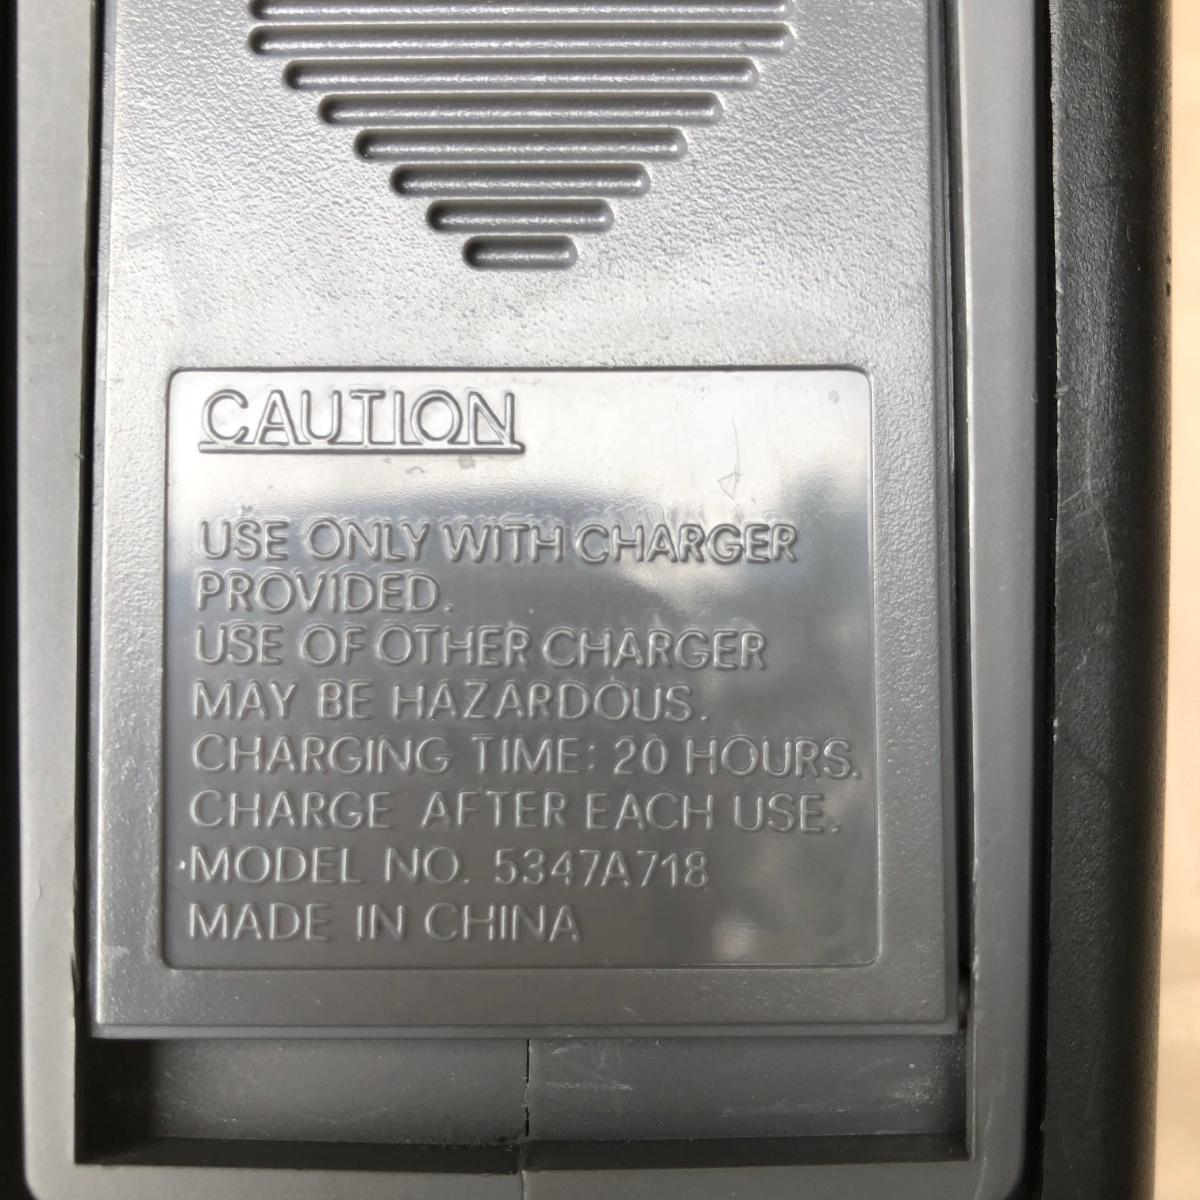 CAUTION
USE ONLY WITH CHARGER
PROVIDED.
USE OF OTHER CHARGER
MAY BE HAZARDOUS.
CHARGING TIME: 20 HOURS.
CHARGE AFTER EACH USE.
MODEL NO. 5347A718
MADE IN CHINA